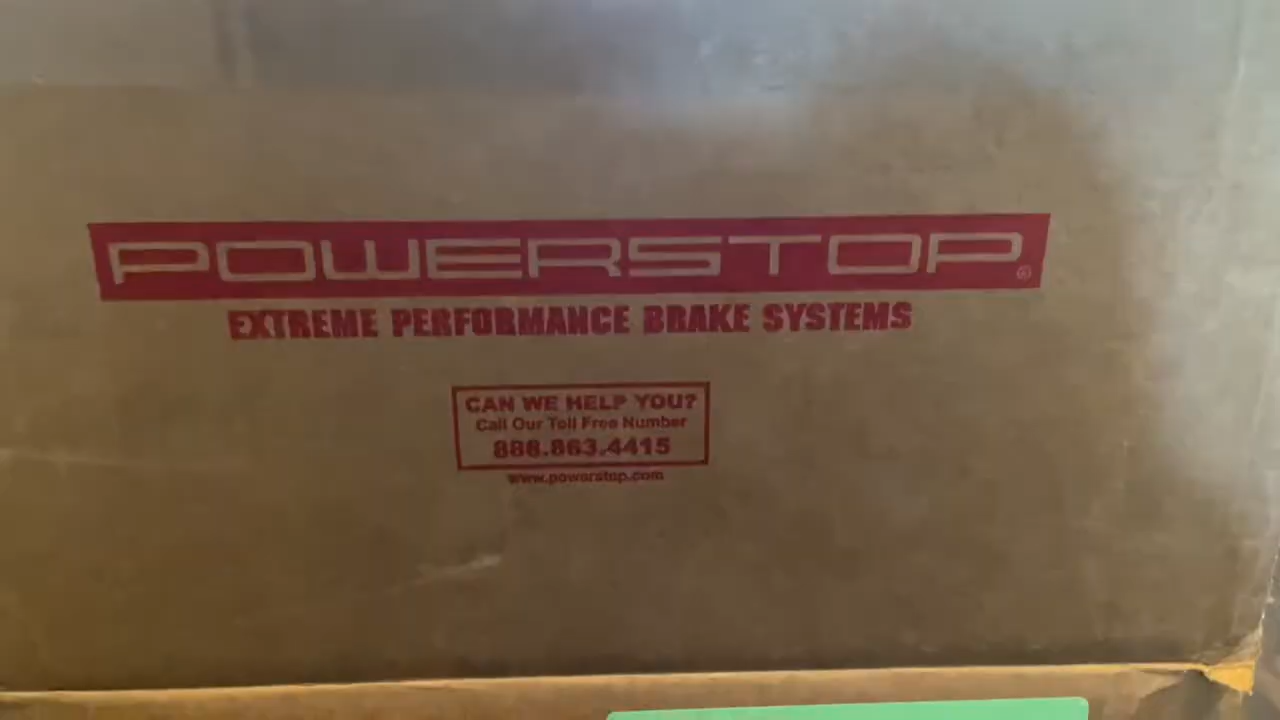 POWERSTOP®
EXTREME PERFORMANCE BRAKE SYSTEMS
CAN WE HELP YOU?
Call Our Toll Free Number
888.863.4415
www.powerstop.com